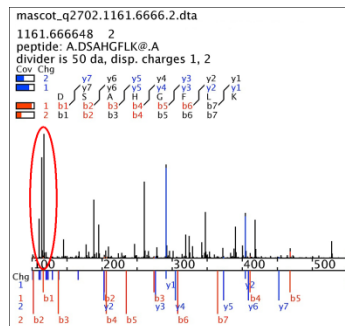 mascot_q2702.1161.6666.2.dta
1161.666648 2
peptide: A.DSAHGFLK@.A
divider is 50 da, disp. charges 1, 2
Cov Chg
2 y7 y6 y5 y4 y3 y2 y1
1 y7 y6 y5 y4 y3 y2 y1
D S A H G F L K
1 b1 b2 b3 b4 b5 b6 b7
2 b1 b2 b3 b4 b5 b6 b7
100 200 300 400 500
Chg
1 y1 y2
1 b1 b2 b3 b4 b5
2 y2 y3 y4 y5 y6 y7
2 b2 b3 b4 b5 b6 b7